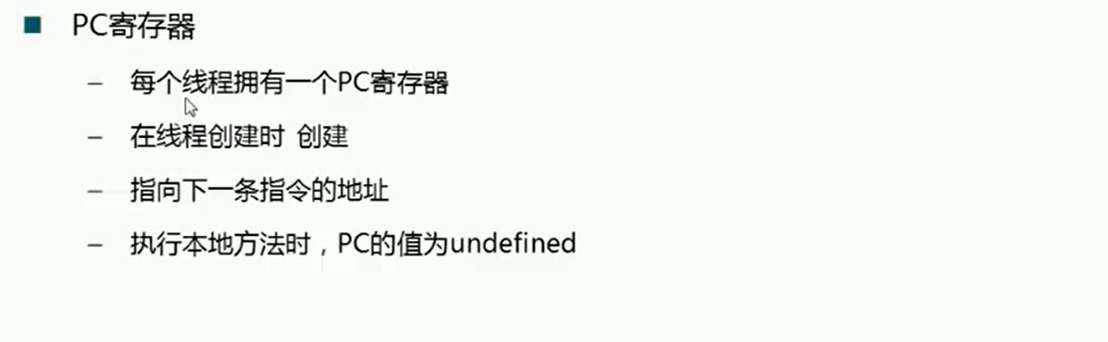 PC寄存器
– 每个线程拥有一个PC寄存器
– 在线程创建时 创建
– 指向下一条指令的地址
– 执行本地方法时，PC的值为undefined